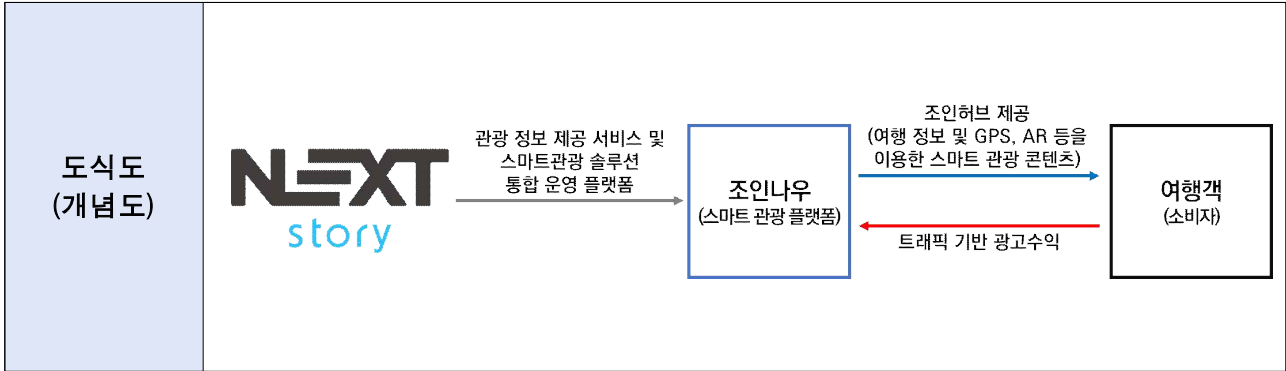 도식도
(개념도)
NEXT
story
관광 정보 제공 서비스 및
스마트관광 솔루션
통합 운영 플랫폼
조인나우
(스마트 관광 플랫폼)
조인허브 제공
(여행 정보 및 GPS, AR 등을
이용한 스마트 관광 콘텐츠)
트래픽 기반 광고수익
여행객
(소비자)